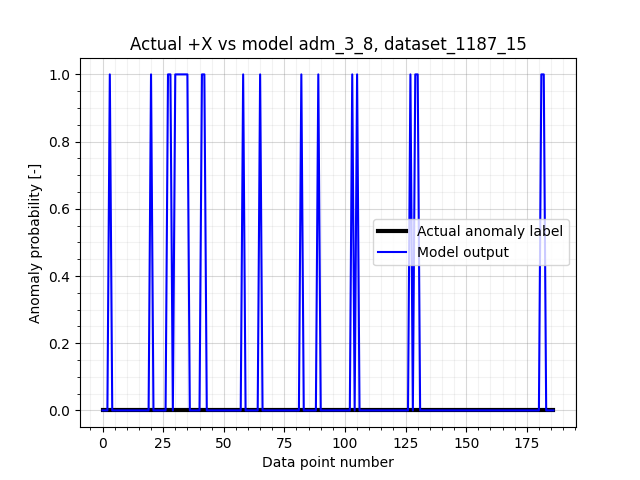 Actual +X vs model adm_3_8, dataset_1187_15
Anomaly probability [-]
1.0
0.8
0.6
0.4
0.2
0.0
Actual anomaly label
Model output
0 25 50 75 100 125 150 175
Data point number